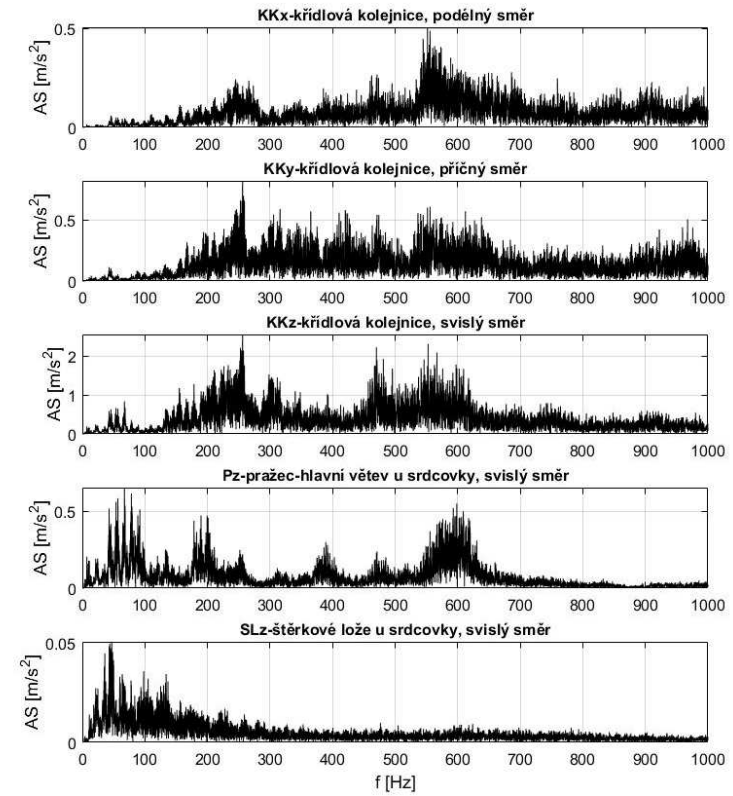 KKx-křídlová kolejnice, podélný směr
0.5
AS [m/s²]
0
0 100 200 300 400 500 600 700 800 900 1000
KKy-křídlová kolejnice, příčný směr
0.5
AS [m/s²]
0
0 100 200 300 400 500 600 700 800 900 1000
KKz-křídlová kolejnice, svislý směr
2
AS [m/s²]
1
0
0 100 200 300 400 500 600 700 800 900 1000
Pz-pražec-hlavní větev u srdcovky, svislý směr
0.5
AS [m/s²]
0
0 100 200 300 400 500 600 700 800 900 1000
SLz-štěrkové lože u srdcovky, svislý směr
0.05
AS [m/s²]
0
0 100 200 300 400 500 600 700 800 900 1000
f [Hz]